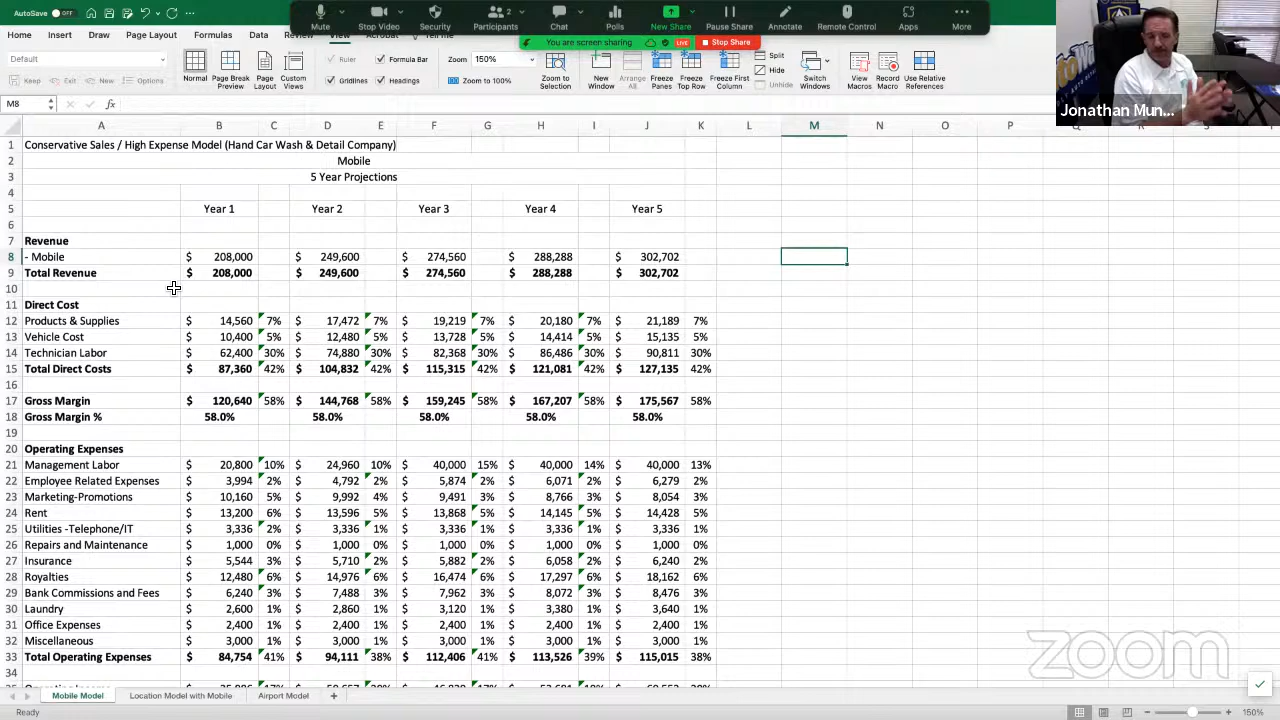 AutoSave OFF
Mute Stop Video Security Participants 2 Chat New Share Pause Share Annotate Remote Control Apps More
You are screen sharing LIVE Stop Share
Home Insert Draw Page Layout Formulas Data Review View
Default
Keep Exit New Options
Normal Page Break Preview Page Layout Custom Views
Ruler Formula Bar
Gridlines Headings
Zoom 150%
Zoom to 100%
Zoom to Selection
New Window Arrange Freeze Panes Freeze Top Row Freeze First Column
Split
Hide
Switch Windows
View Macros Record Macro Use Relative References
Jonathan Mun...
M8 fx
A B C D E F G H I J K L M N O P
1 Conservative Sales / High Expense Model (Hand Car Wash & Detail Company)
2 Mobile
3 5 Year Projections
4
5 Year 1 Year 2 Year 3 Year 4 Year 5
6
7 Revenue
8 - Mobile $ 208,000 $ 249,600 $ 274,560 $ 288,288 $ 302,702
9 Total Revenue $ 208,000 $ 249,600 $ 274,560 $ 288,288 $ 302,702
10
11 Direct Cost
12 Products & Supplies $ 14,560 7% $ 17,472 7% $ 19,219 7% $ 20,180 7% $ 21,189 7%
13 Vehicle Cost $ 10,400 5% $ 12,480 5% $ 13,728 5% $ 14,414 5% $ 15,135 5%
14 Technician Labor $ 62,400 30% $ 74,880 30% $ 82,368 30% $ 86,486 30% $ 90,811 30%
15 Total Direct Costs $ 87,360 42% $ 104,832 42% $ 115,315 42% $ 121,081 42% $ 127,135 42%
16
17 Gross Margin $ 120,640 58% $ 144,768 58% $ 159,245 58% $ 167,207 58% $ 175,567 58%
18 Gross Margin % 58.0% 58.0% 58.0% 58.0% 58.0%
19
20 Operating Expenses
21 Management Labor $ 20,800 10% $ 24,960 10% $ 40,000 15% $ 40,000 14% $ 40,000 13%
22 Employee Related Expenses $ 3,994 2% $ 4,792 2% $ 5,874 2% $ 6,071 2% $ 6,279 2%
23 Marketing-Promotions $ 10,160 5% $ 9,992 4% $ 9,491 3% $ 8,766 3% $ 8,054 3%
24 Rent $ 13,200 6% $ 13,596 5% $ 13,868 5% $ 14,145 5% $ 14,428 5%
25 Utilities -Telephone/IT $ 3,336 2% $ 3,336 1% $ 3,336 1% $ 3,336 1% $ 3,336 1%
26 Repairs and Maintenance $ 1,000 0% $ 1,000 0% $ 1,000 0% $ 1,000 0% $ 1,000 0%
27 Insurance $ 5,544 3% $ 5,710 2% $ 5,882 2% $ 6,058 2% $ 6,240 2%
28 Royalties $ 12,480 6% $ 14,976 6% $ 16,474 6% $ 17,297 6% $ 18,162 6%
29 Bank Commissions and Fees $ 6,240 3% $ 7,488 3% $ 7,962 3% $ 8,072 3% $ 8,476 3%
30 Laundry $ 2,600 1% $ 2,860 1% $ 3,120 1% $ 3,380 1% $ 3,640 1%
31 Office Expenses $ 2,400 1% $ 2,400 1% $ 2,400 1% $ 2,400 1% $ 2,400 1%
32 Miscellaneous $ 3,000 1% $ 3,000 1% $ 3,000 1% $ 3,000 1% $ 3,000 1%
33 Total Operating Expenses $ 84,754 41% $ 94,111 38% $ 112,406 41% $ 113,526 39% $ 115,015 38%
34
zoom
Mobile Model Location Model with Mobile Airport Model +
Ready 150%